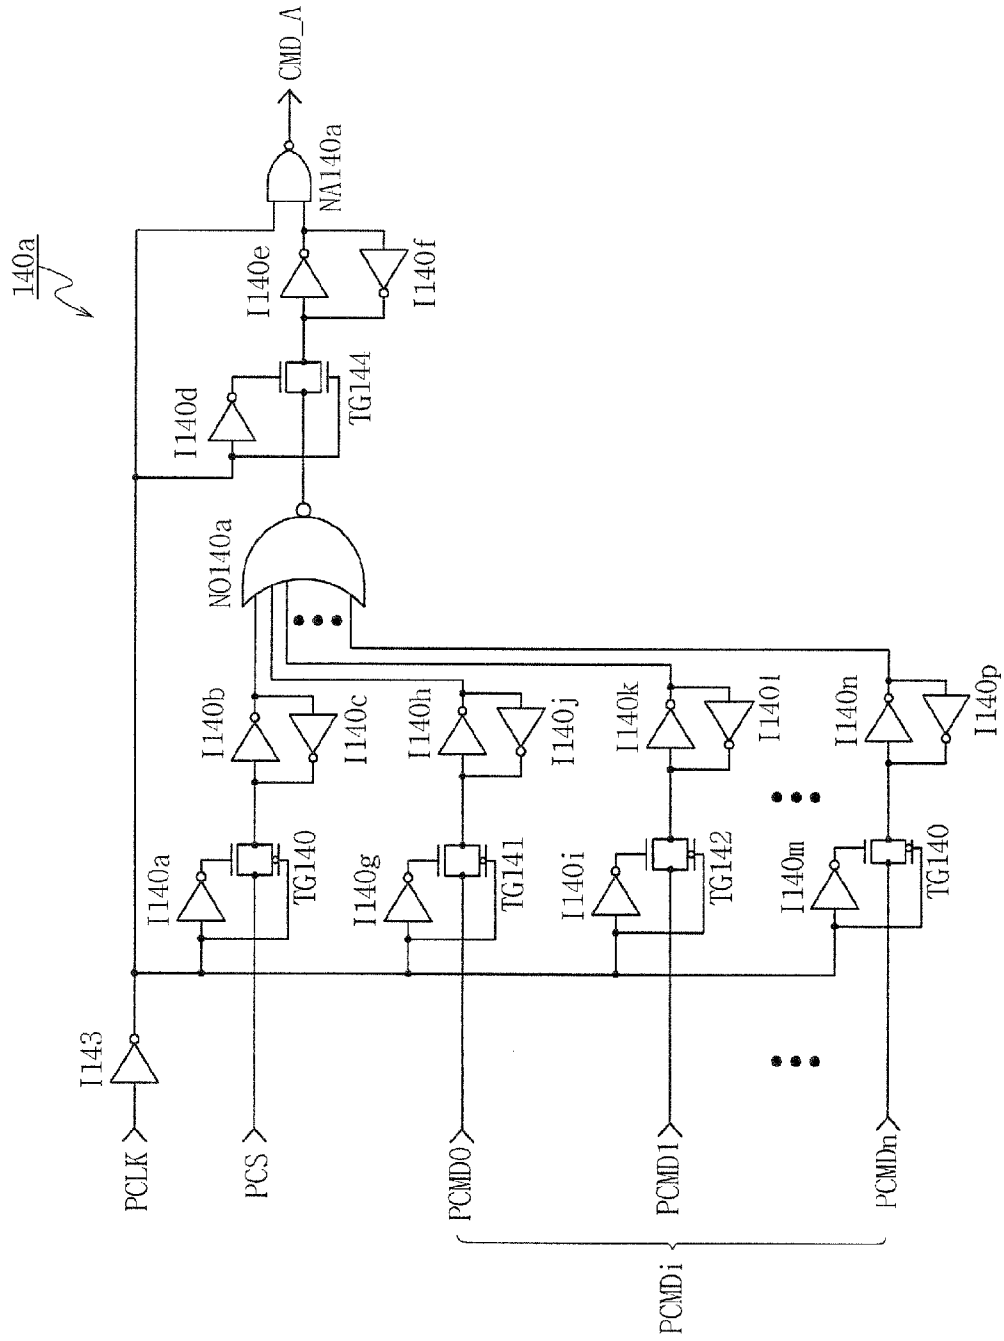 140a
PCLK
I143
PCS
I140a
TG140
I140b
I140c
PCMD0
I140g
TG141
I140h
I140j
PCMD1
I140i
TG142
I140k
I140l
PCMDn
I140m
TG140
I140n
I140p
PCMDi
NO140a
I140d
TG144
I140e
I140f
NA140a
CMD_A